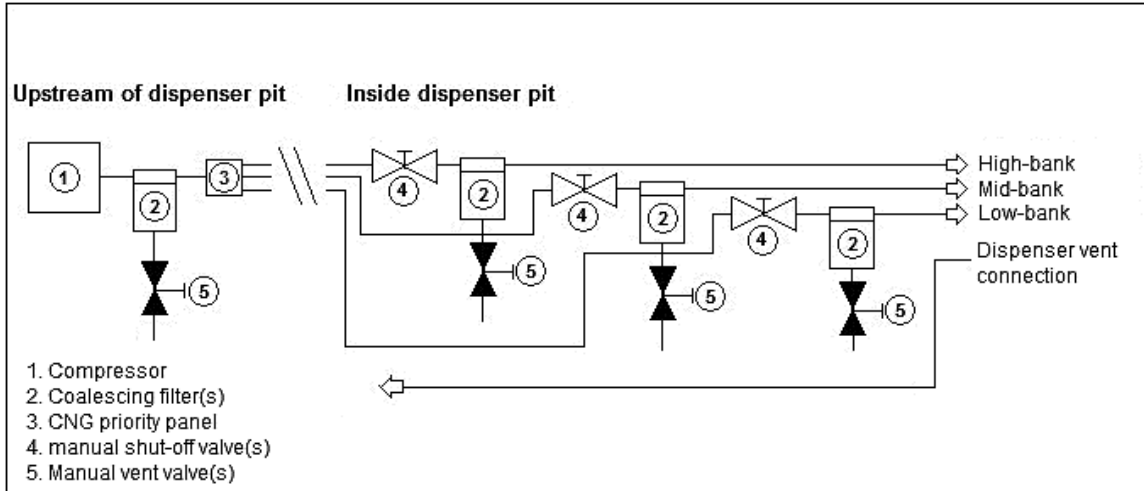 Upstream of dispenser pit
Inside dispenser pit
1
2
3
4
2
4
2
4
2
5
5
5
5
High-bank
Mid-bank
Low-bank
Dispenser vent
connection
1. Compressor
2. Coalescing filter(s)
3. CNG priority panel
4. manual shut-off valve(s)
5. Manual vent valve(s)